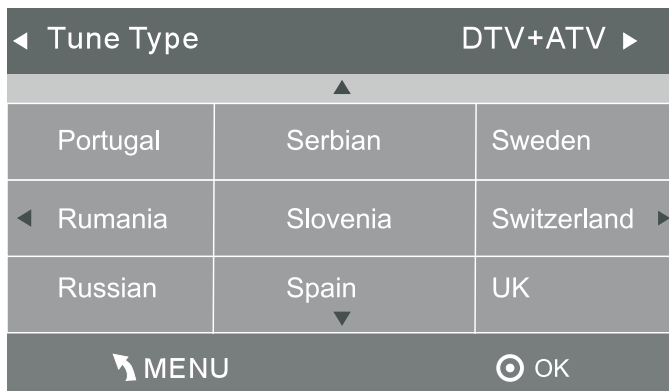 Tune Type DTV+ATV
Portugal Serbian Sweden
Rumania Slovenia Switzerland
Russian Spain UK
MENU OK